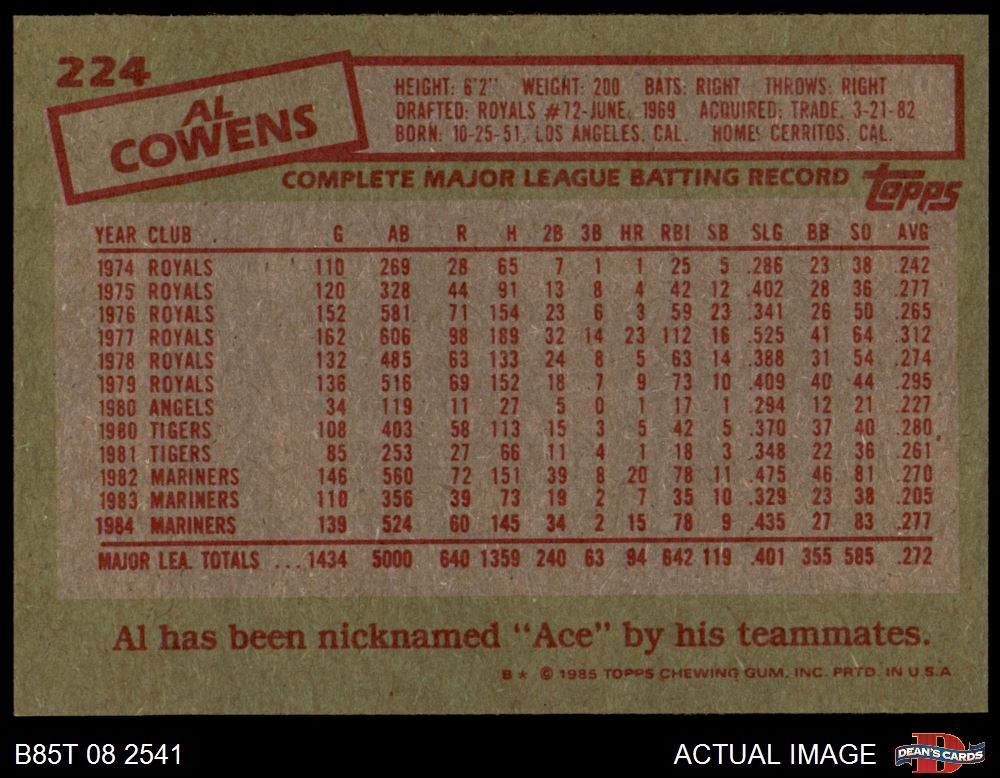 224
AL
COWENS
HEIGHT: 6'2" WEIGHT: 200 BATS: RIGHT THROWS: RIGHT
DRAFTED: ROYALS #72-JUNE, 1969 ACQUIRED: TRADE, 3-21-82
BORN: 10-25-51, LOS ANGELES, CAL. HOME: CERRITOS, CAL.
COMPLETE MAJOR LEAGUE BATTING RECORD
topps
YEAR CLUB G AB R H 2B 3B HR RBI SB SLG BB SO AVG
1974 ROYALS 110 269 28 65 7 1 1 25 5 .286 23 38 .242
1975 ROYALS 120 328 44 91 13 8 4 42 12 .402 28 36 .277
1976 ROYALS 152 581 71 154 23 6 3 59 23 .341 26 50 .265
1977 ROYALS 162 606 98 189 32 14 23 112 16 .525 41 64 .312
1978 ROYALS 132 485 63 133 24 8 5 63 14 .388 31 54 .274
1979 ROYALS 136 516 69 152 18 7 9 73 10 .409 40 44 .295
1980 ANGELS 34 119 11 27 5 0 1 17 1 .294 12 21 .227
1980 TIGERS 108 403 58 113 15 3 5 42 5 .370 37 40 .280
1981 TIGERS 85 253 27 66 11 4 1 18 3 .348 22 36 .261
1982 MARINERS 146 560 72 151 39 8 20 78 11 .475 46 81 .270
1983 MARINERS 110 356 39 73 19 2 7 35 10 .329 23 38 .205
1984 MARINERS 139 524 60 145 34 2 15 78 9 .435 27 83 .277
MAJOR LEA. TOTALS ...1434 5000 640 1359 240 63 94 642 119 .401 355 585 .272
Al has been nicknamed "Ace" by his teammates.
B* © 1985 TOPPS CHEWING GUM, INC. PRTD. IN U.S.A.
B85T 08 2541
ACTUAL IMAGE
D
DEAN'S CARDS